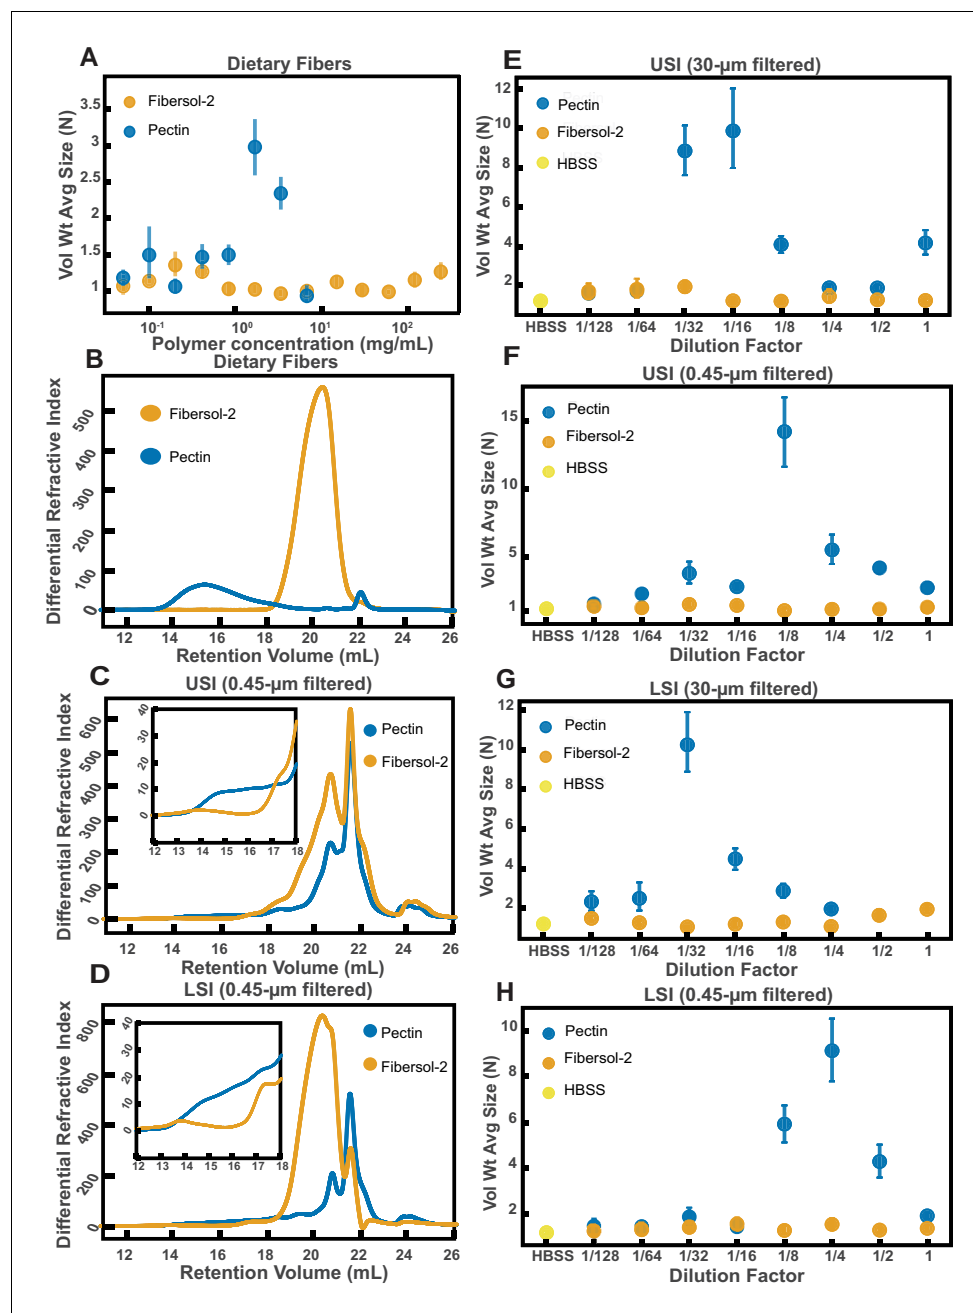 A
Dietary Fibers
Vol Wt Avg Size (N)
3.5
3
2.5
2
1.5
1
Fibersol-2
Pectin
10⁻¹ 10⁰ 10¹ 10²
Polymer concentration (mg/mL)
B
Dietary Fibers
Differential Refractive Index
500
400
300
200
100
0
Fibersol-2
Pectin
12 14 16 18 20 22 24 26
Retention Volume (mL)
C
USI (0.45-µm filtered)
Differential Refractive Index
600
500
400
300
200
100
0
40
30
20
10
0
12 13 14 15 16 17 18
Pectin
Fibersol-2
12 14 16 18 20 22 24 26
Retention Volume (mL)
D
LSI (0.45-µm filtered)
Differential Refractive Index
800
600
400
200
0
40
30
20
10
0
12 13 14 15 16 17 18
Pectin
Fibersol-2
12 14 16 18 20 22 24 26
Retention Volume (mL)
E
USI (30-µm filtered)
Vol Wt Avg Size (N)
12
10
8
6
4
2
Pectin
Fibersol-2
HBSS
HBSS 1/128 1/64 1/32 1/16 1/8 1/4 1/2 1
Dilution Factor
F
USI (0.45-µm filtered)
Vol Wt Avg Size (N)
15
10
5
1
Pectin
Fibersol-2
HBSS
HBSS 1/128 1/64 1/32 1/16 1/8 1/4 1/2 1
Dilution Factor
G
LSI (30-µm filtered)
Vol Wt Avg Size (N)
12
10
8
6
4
2
Pectin
Fibersol-2
HBSS
HBSS 1/128 1/64 1/32 1/16 1/8 1/4 1/2 1
Dilution Factor
H
LSI (0.45-µm filtered)
Vol Wt Avg Size (N)
10
8
6
4
2
Pectin
Fibersol-2
HBSS
HBSS 1/128 1/64 1/32 1/16 1/8 1/4 1/2 1
Dilution Factor